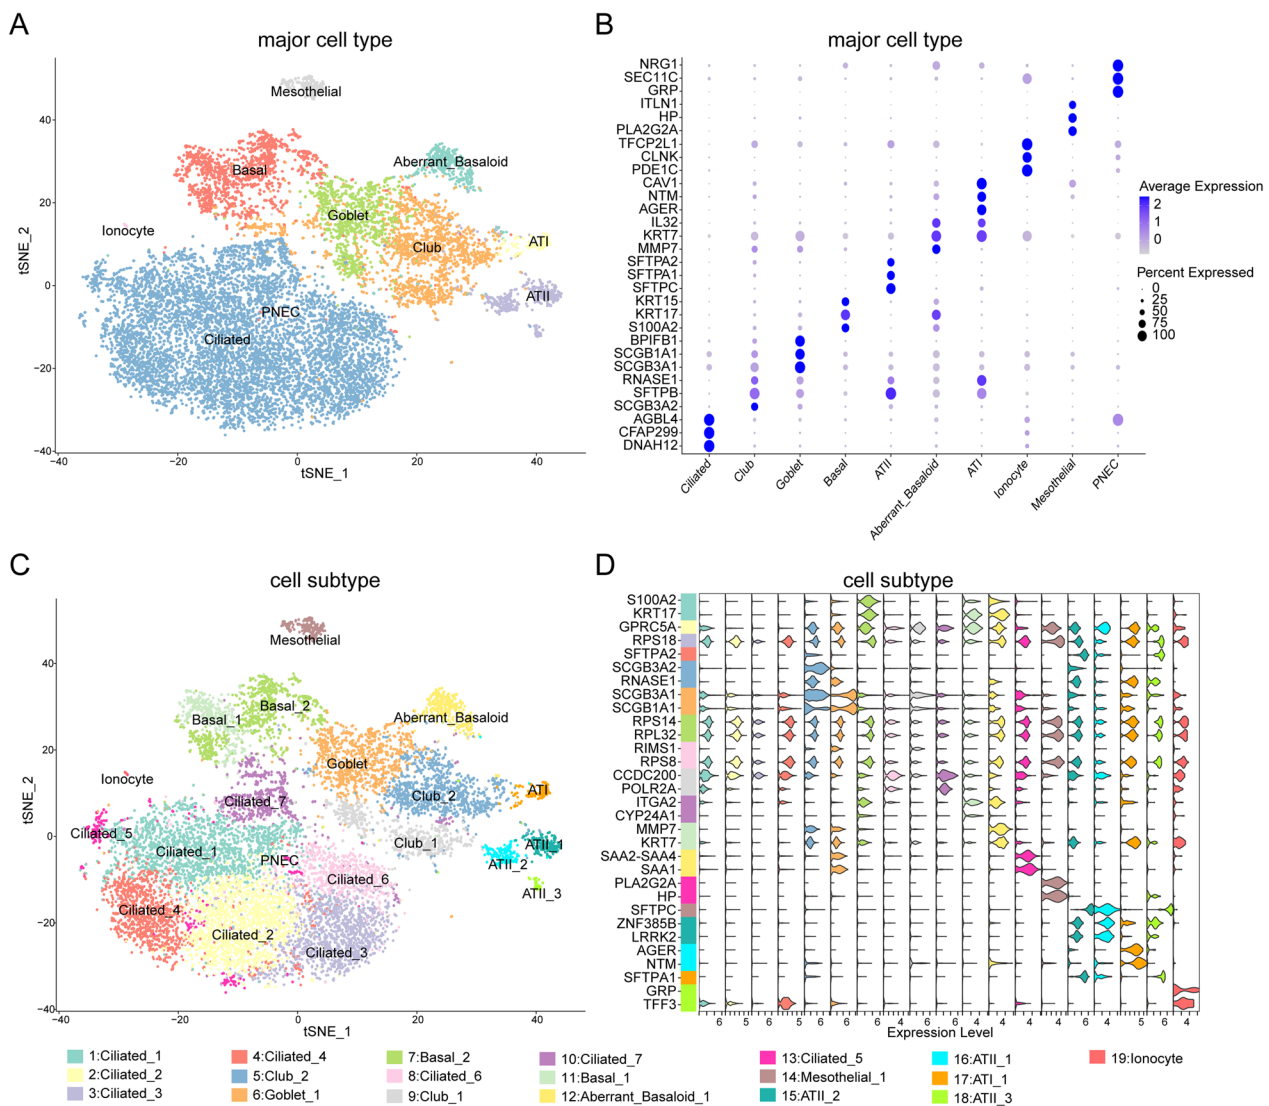 A
major cell type
tSNE_2
40
20
0
−20
−40
−40
−20
0
20
40
tSNE_1
Mesothelial
Basal
Aberrant_Basaloid
Goblet
Ionocyte
Club
ATI
ATII
PNEC
Ciliated
B
major cell type
NRG1
SEC11C
GRP
ITLN1
HP
PLA2G2A
TFCP2L1
CLNK
PDE1C
CAV1
NTM
AGER
IL32
KRT7
MMP7
SFTPA2
SFTPA1
SFTPC
KRT15
KRT17
S100A2
BPIFB1
SCGB1A1
SCGB3A1
RNASE1
SFTPB
SCGB3A2
AGBL4
CFAP299
DNAH12
Ciliated
Club
Goblet
Basal
ATII
Aberrant_Basaloid
ATI
Ionocyte
Mesothelial
PNEC
Average Expression
2
1
0
Percent Expressed
0
25
50
75
100
C
cell subtype
tSNE_2
40
20
0
−20
−40
−40
−20
0
20
40
tSNE_1
Mesothelial
Basal_1
Basal_2
Aberrant_Basaloid
Goblet
Ionocyte
Club_2
ATI
Ciliated_7
Ciliated_5
Ciliated_1
Club_1
ATII_1
PNEC
ATII_2
Ciliated_6
ATII_3
Ciliated_4
Ciliated_2
Ciliated_3
D
cell subtype
S100A2
KRT17
GPRC5A
RPS18
SFTPA2
SCGB3A2
RNASE1
SCGB3A1
SCGB1A1
RPS14
RPL32
RIMS1
RPS8
CCDC200
POLR2A
ITGA2
CYP24A1
MMP7
KRT7
SAA2-SAA4
SAA1
PLA2G2A
HP
SFTPC
ZNF385B
LRRK2
AGER
NTM
SFTPA1
GRP
TFF3
6 5 6 5 6 6 6 4 6 6 4 6 4 4 6 4 5 6 4
Expression Level
1:Ciliated_1
2:Ciliated_2
3:Ciliated_3
4:Ciliated_4
5:Club_2
6:Goblet_1
7:Basal_2
8:Ciliated_6
9:Club_1
10:Ciliated_7
11:Basal_1
12:Aberrant_Basaloid_1
13:Ciliated_5
14:Mesothelial_1
15:ATII_2
16:ATII_1
17:ATI_1
18:ATII_3
19:Ionocyte